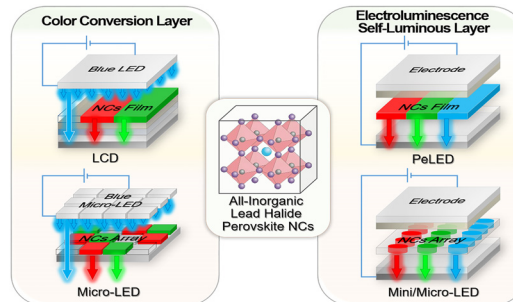 Color Conversion Layer
Blue LED
NCs Film
LCD
Blue
Micro-LED
NCs Array
Micro-LED
All-Inorganic
Lead Halide
Perovskite NCs
Electroluminescence
Self-Luminous Layer
Electrode
NCs Film
PeLED
Electrode
NCs Array
Mini/Micro-LED